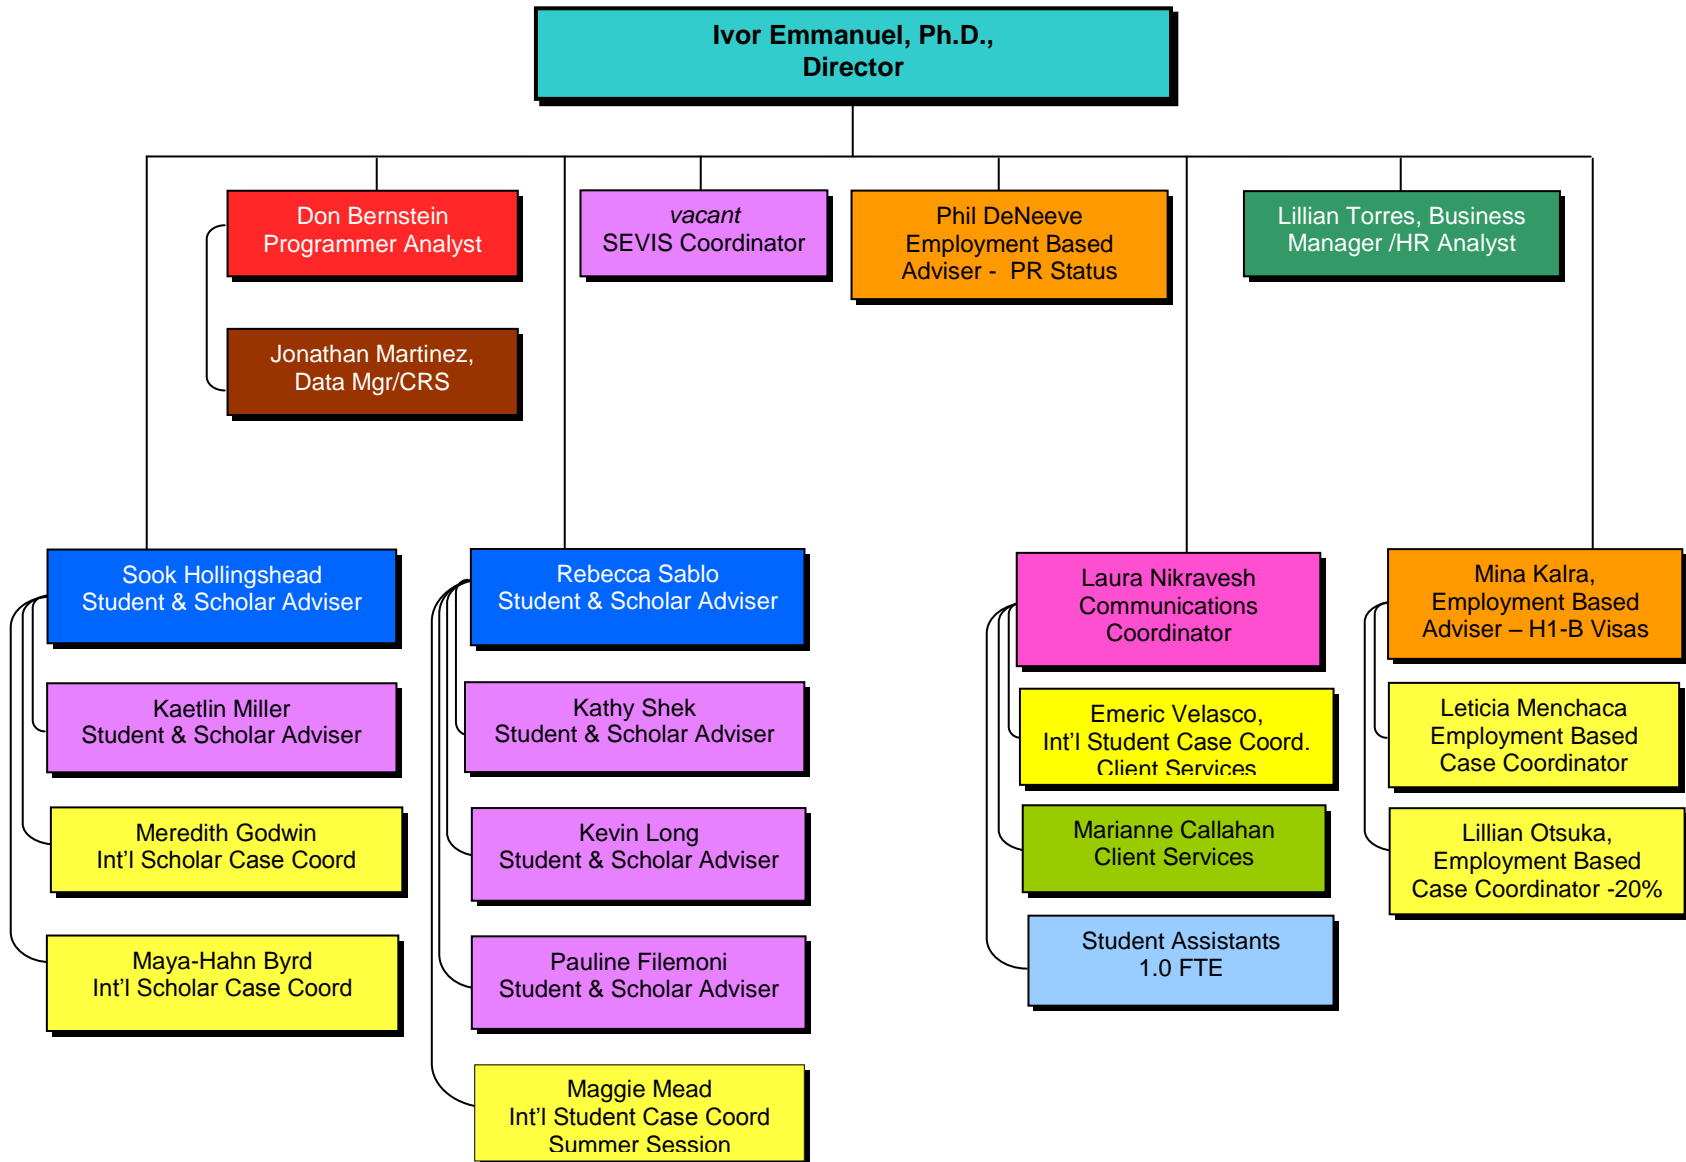 Ivor Emmanuel, Ph.D.,
Director
Don Bernstein
Programmer Analyst
vacant
SEVIS Coordinator
Phil DeNeeve
Employment Based
Adviser - PR Status
Lillian Torres, Business
Manager /HR Analyst
Jonathan Martinez,
Data Mgr/CRS
Sook Hollingshead
Student & Scholar Adviser
Kaetlin Miller
Student & Scholar Adviser
Meredith Godwin
Int'l Scholar Case Coord
Maya-Hahn Byrd
Int'l Scholar Case Coord
Rebecca Sablo
Student & Scholar Adviser
Kathy Shek
Student & Scholar Adviser
Kevin Long
Student & Scholar Adviser
Pauline Filemoni
Student & Scholar Adviser
Maggie Mead
Int'l Student Case Coord
Summer Session
Laura Nikravesh
Communications
Coordinator
Emeric Velasco,
Int'l Student Case Coord.
Client Services
Marianne Callahan
Client Services
Student Assistants
1.0 FTE
Mina Kalra,
Employment Based
Adviser – H1-B Visas
Leticia Menchaca
Employment Based
Case Coordinator
Lillian Otsuka,
Employment Based
Case Coordinator -20%